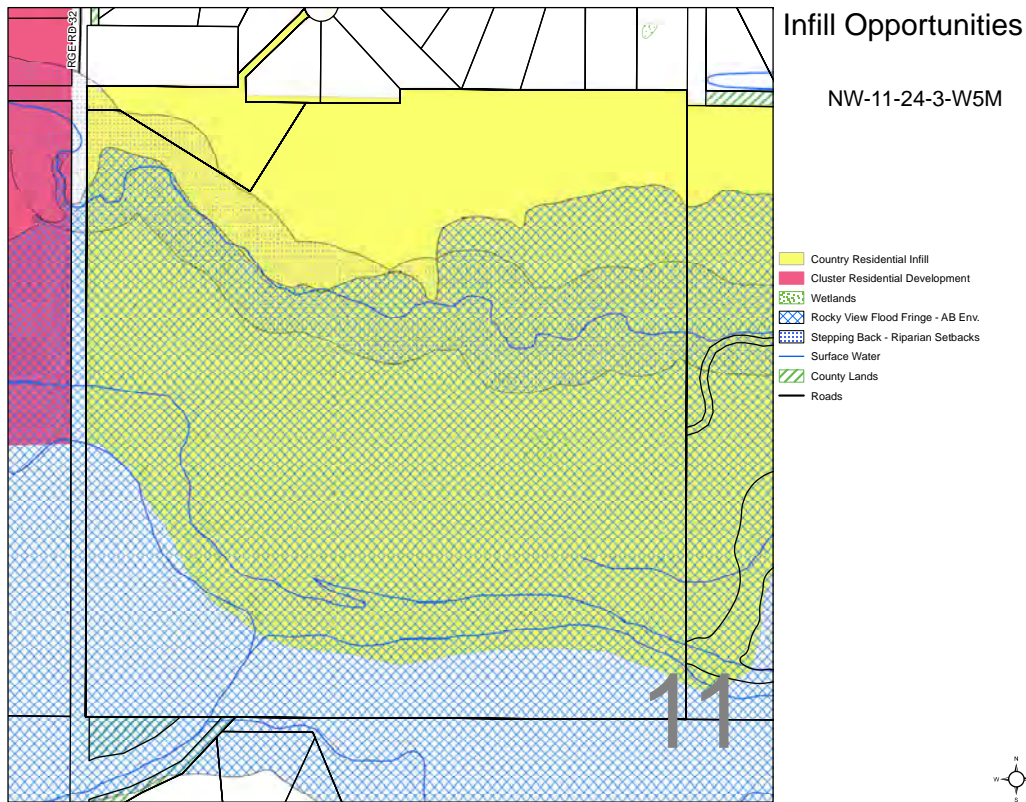 Infill Opportunities
NW-11-24-3-W5M
RGE-RD-32
Country Residential Infill
Cluster Residential Development
Wetlands
Rocky View Flood Fringe - AB Env.
Stepping Back - Riparian Setbacks
Surface Water
County Lands
Roads
11
N
W
S